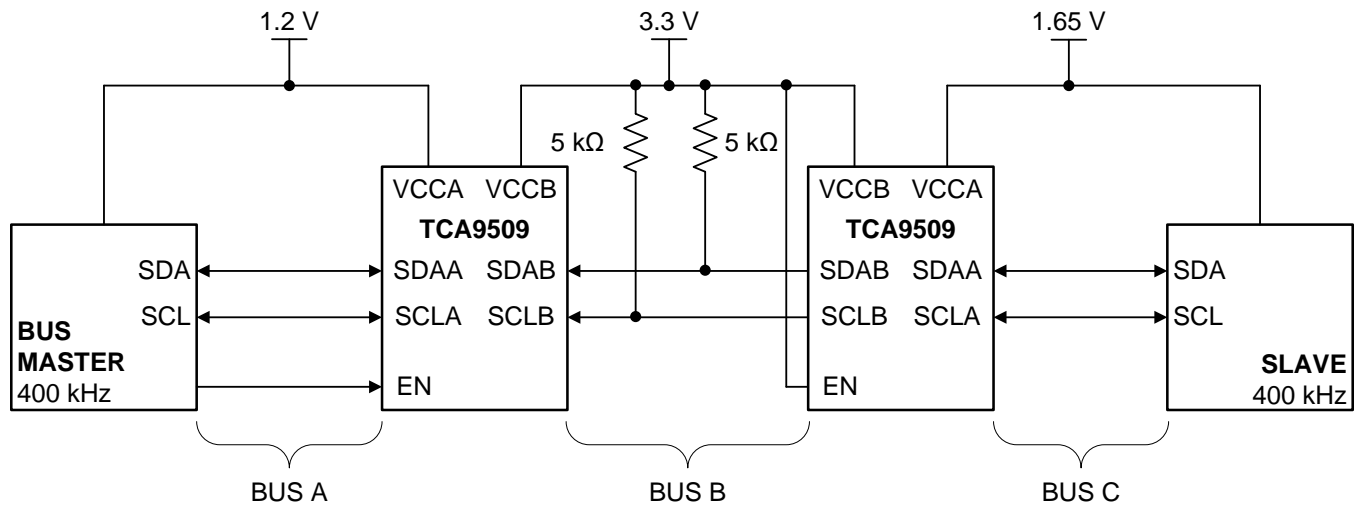 1.2 V
3.3 V
1.65 V
5 kΩ
5 kΩ
VCCA VCCB
TCA9509
SDAA SDAB
SCLA SCLB
EN
VCCB VCCA
TCA9509
SDAB SDAA
SCLB SCLA
EN
SDA
SCL
BUS
MASTER
400 kHz
SDA
SCL
SLAVE
400 kHz
BUS A
BUS B
BUS C